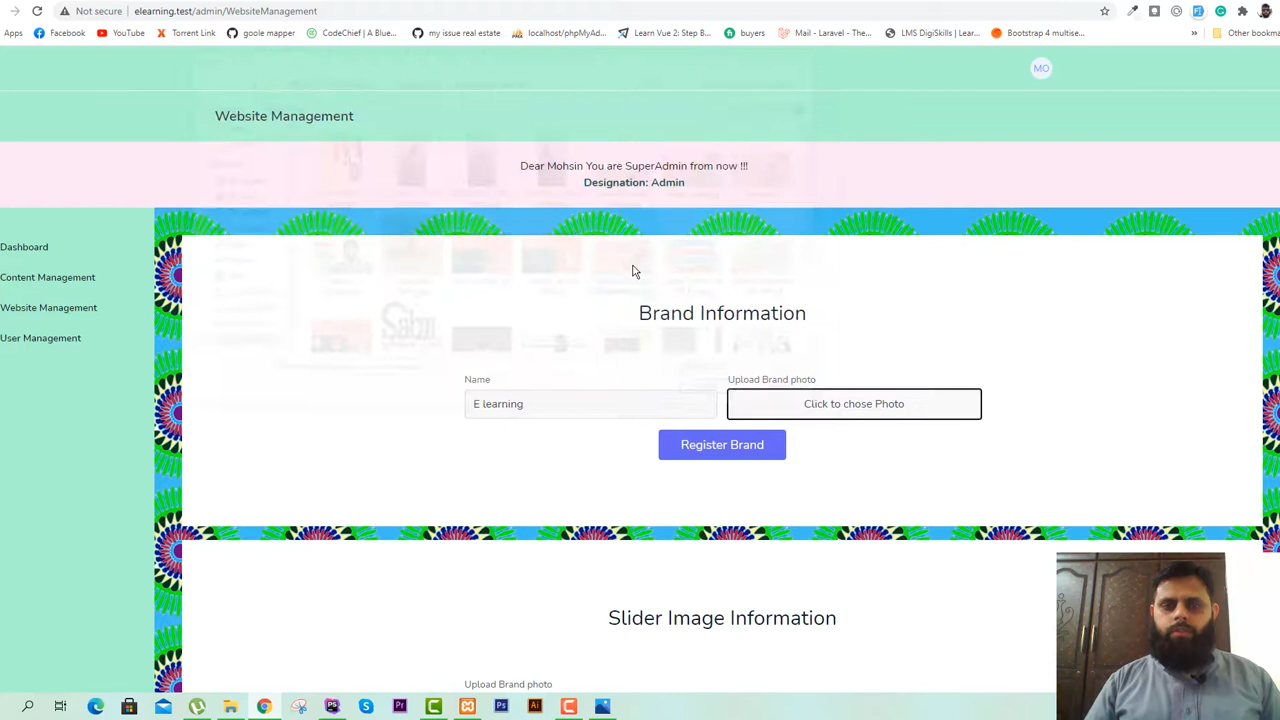 Not secure | elearning.test/admin/WebsiteManagement
Apps Facebook YouTube Torrent Link goole mapper CodeChief ( A Blue... my issue real estate localhost/phpMyAd... Learn Vue 2: Step B... buyers Mail - Laravel - The... LMS DigiSkills | Lear... Bootstrap 4 multise... » Other bookma
MO
Website Management
Dear Mohsin You are SuperAdmin from now !!!
Designation: Admin
Dashboard
Content Management
Website Management
User Management
Brand Information
Name
Upload Brand photo
E learning
Click to chose Photo
Register Brand
Slider Image Information
Upload Brand photo